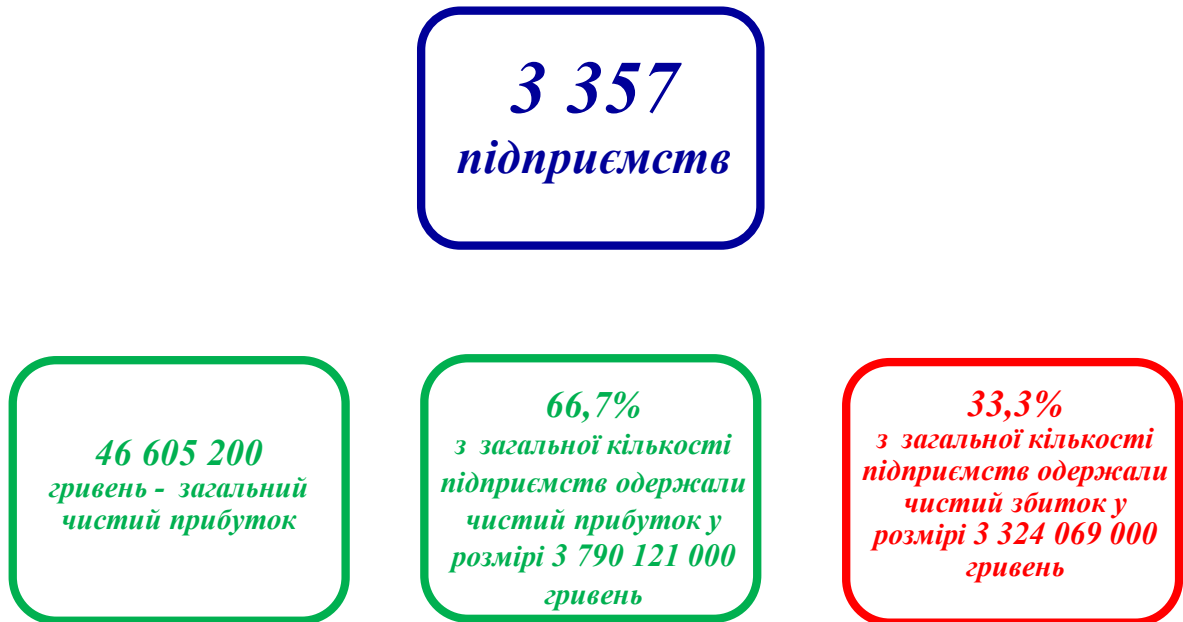 3 357
підприємств
46 605 200
гривень - загальний
чистий прибуток
66,7%
з загальної кількості
підприємств одержали
чистий прибуток у
розмірі 3 790 121 000
гривень
33,3%
з загальної кількості
підприємств одержали
чистий збиток у
розмірі 3 324 069 000
гривень